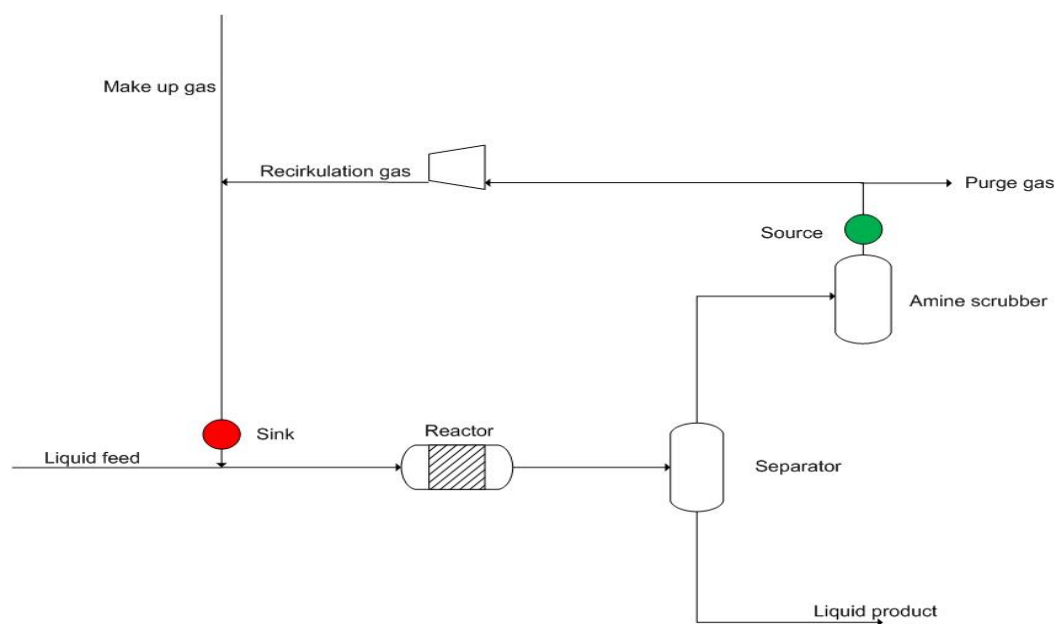 Make up gas
Recirkulation gas
Purge gas
Source
Amine scrubber
Sink
Reactor
Liquid feed
Separator
Liquid product